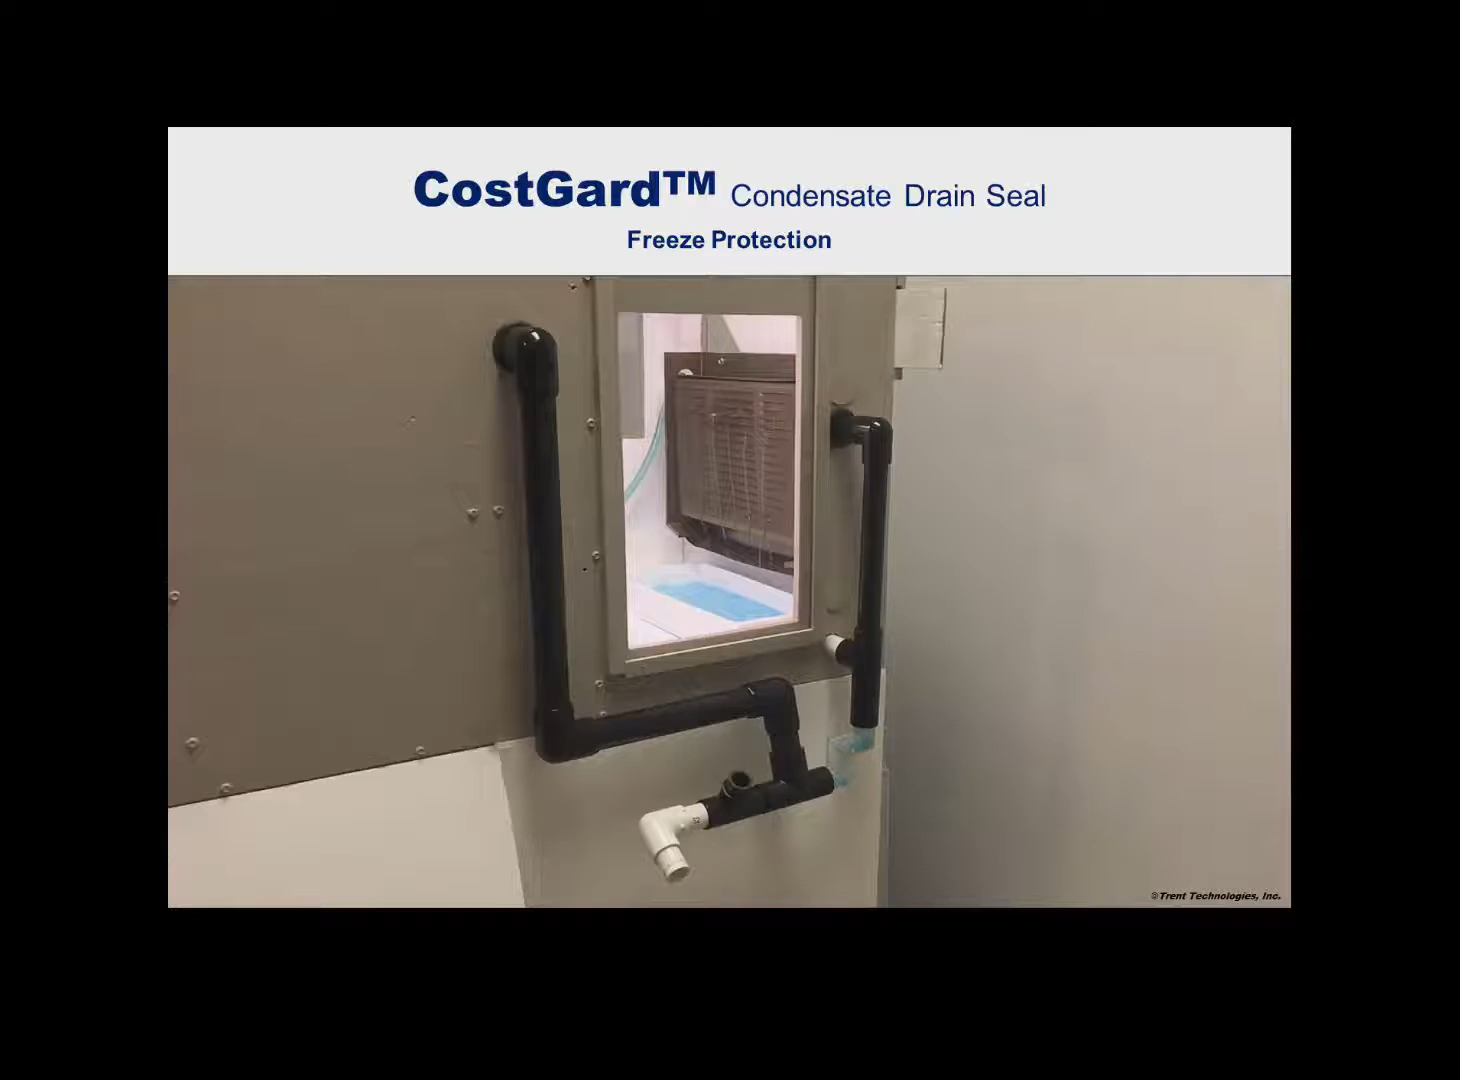 CostGard™ Condensate Drain Seal
Freeze Protection
©Trent Technologies, Inc.